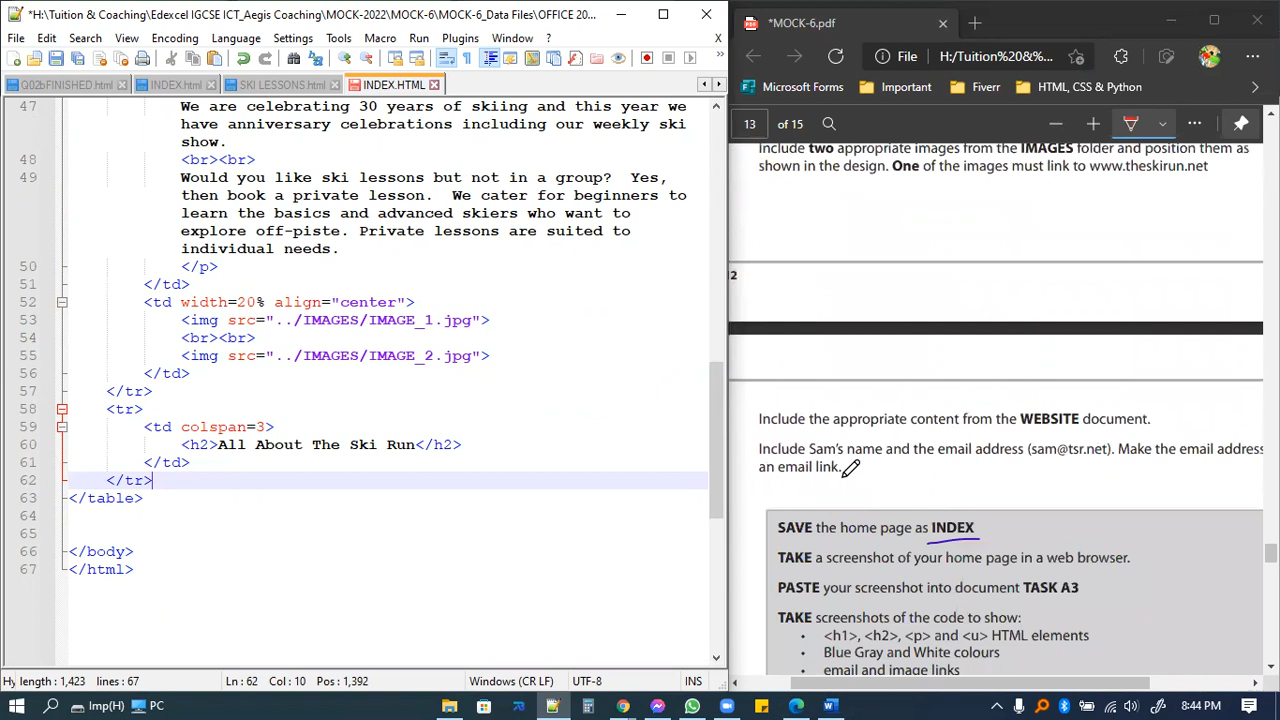 *H:\Tuition & Coaching\Edexcel IGCSE ICT_Aegis Coaching\MOCK-2022\MOCK-6\MOCK-6_Data Files\OFFICE 20...
File Edit Search View Encoding Language Settings Tools Macro Run Plugins Window ? X
Q02bFINISHED.html INDEX.html SKI LESSONS.html INDEX.HTML
47 We are celebrating 30 years of skiing and this year we
have anniversary celebrations including our weekly ski
show.
48 <br><br>
49 Would you like ski lessons but not in a group? Yes,
then book a private lesson. We cater for beginners to
learn the basics and advanced skiers who want to
explore off-piste. Private lessons are suited to
individual needs.
50 </p>
51 </td>
52 <td width=20% align="center">
53 <img src="../IMAGES/IMAGE_1.jpg">
54 <br><br>
55 <img src="../IMAGES/IMAGE_2.jpg">
56 </td>
57 </tr>
58 <tr>
59 <td colspan=3>
60 <h2>All About The Ski Run</h2>
61 </td>
62 </tr>
63 </table>
64
65
66 </body>
67 </html>
Hy length : 1,423 lines : 67 Ln : 62 Col : 10 Pos : 1,392 Windows (CR LF) UTF-8 INS
*MOCK-6.pdf
File H:/Tuition%20&%...
Microsoft Forms Important Fiverr HTML, CSS & Python
13 of 15
Include two appropriate images from the IMAGES folder and position them as
shown in the design. One of the images must link to www.theskirun.net
Include the appropriate content from the WEBSITE document.
Include Sam's name and the email address (sam@tsr.net). Make the email address
an email link.
SAVE the home page as INDEX
TAKE a screenshot of your home page in a web browser.
PASTE your screenshot into document TASK A3
TAKE screenshots of the code to show:
• <h1>, <h2>, <p> and <u> HTML elements
• Blue Gray and White colours
• email and image links
Imp(H) PC 8:44 PM